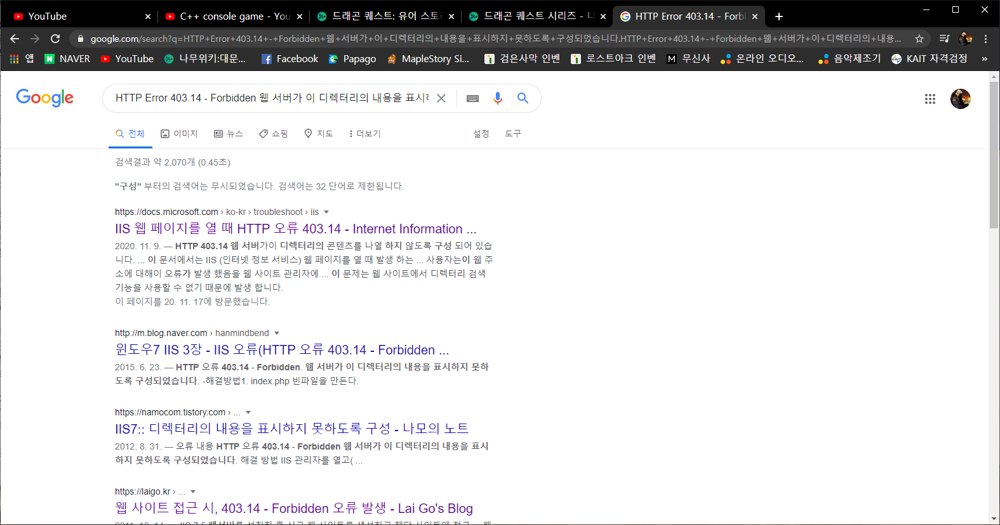 YouTube
C++ console game - You
드래곤 퀘스트: 유어 스토리
드래곤 퀘스트 시리즈 - 나
HTTP Error 403.14 - Forbi
google.com/search?q=HTTP+Error+403.14+-+Forbidden+웹+서버가+이+디렉터리의+내용을+표시하지+못하도록+구성되었습니다.HTTP+Error+403.14+-+Forbidden+웹+서버가+이+디렉터리의+내용...
앱 NAVER YouTube 나무위키:대문... Facebook Papago MapleStory Si... 검은사막 인벤 로스트아크 인벤 무신사 온라인 오디오... 음악제조기 KAIT 자격검정 »
Google
HTTP Error 403.14 - Forbidden 웹 서버가 이 디렉터리의 내용을 표시하
전체 이미지 뉴스 쇼핑 지도 더보기 설정 도구
검색결과 약 2,070개 (0.45초)
"구성" 부터의 검색어는 무시되었습니다. 검색어는 32 단어로 제한됩니다.
https://docs.microsoft.com › ko-kr › troubleshoot › iis
IIS 웹 페이지를 열 때 HTTP 오류 403.14 - Internet Information ...
2020. 11. 9. — HTTP 403.14 웹 서버가이 디렉터리의 콘텐츠를 나열 하지 않도록 구성 되어 있습
니다. ... 이 문서에서는 IIS (인터넷 정보 서비스) 웹 페이지를 열 때 발생 하는 ... 사용자는이 웹 주
소에 대해이 오류가 발생 했음을 웹 사이트 관리자에 ... 이 문제는 웹 사이트에서 디렉터리 검색
기능을 사용할 수 없기 때문에 발생 합니다.
이 페이지를 20. 11. 17에 방문했습니다.
http://m.blog.naver.com › hanmindbend
윈도우7 IIS 3장 - IIS 오류(HTTP 오류 403.14 - Forbidden ...
2015. 6. 23. — HTTP 오류 403.14 - Forbidden. 웹 서버가 이 디렉터리의 내용을 표시하지 못하
도록 구성되었습니다. -해결방법1. index.php 빈파일을 만든다.
https://namocom.tistory.com › ...
IIS7:: 디렉터리의 내용을 표시하지 못하도록 구성 - 나모의 노트
2012. 8. 31. — 오류 내용 HTTP 오류 403.14 - Forbidden 웹 서버가 이 디렉터리의 내용을 표시
하지 못하도록 구성되었습니다. 해결 방법 IIS 관리자를 열고( ...
https://laigo.kr › ...
웹 사이트 접근 시, 403.14 - Forbidden 오류 발생 - Lai Go's Blog